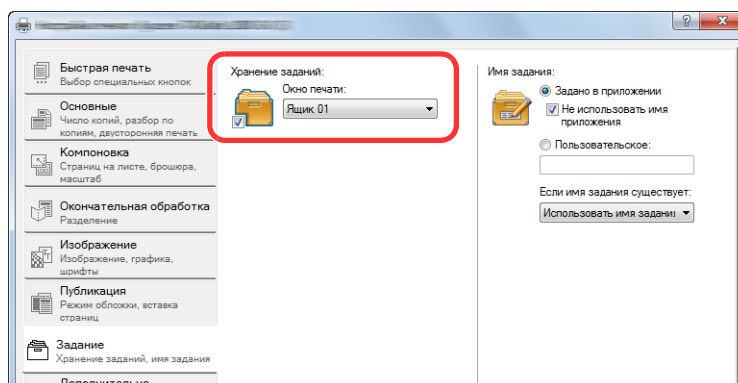 Быстрая печать
Выбор специальных кнопок
Основные
Число копий, разбор по
копиям, двусторонняя печать
Компоновка
Страниц на листе, брошюра,
масштаб
Окончательная обработка
Разделение
Изображение
Изображение, графика,
шрифты
Публикация
Режим обложки, вставка
страниц
Задание
Хранение заданий, имя задания
Дополнительно
Хранение заданий:
Окно печати:
Ящик 01
Имя задания:
Задано в приложении
Не использовать имя
приложения
Пользовательское:
Если имя задания существует:
Использовать имя задани